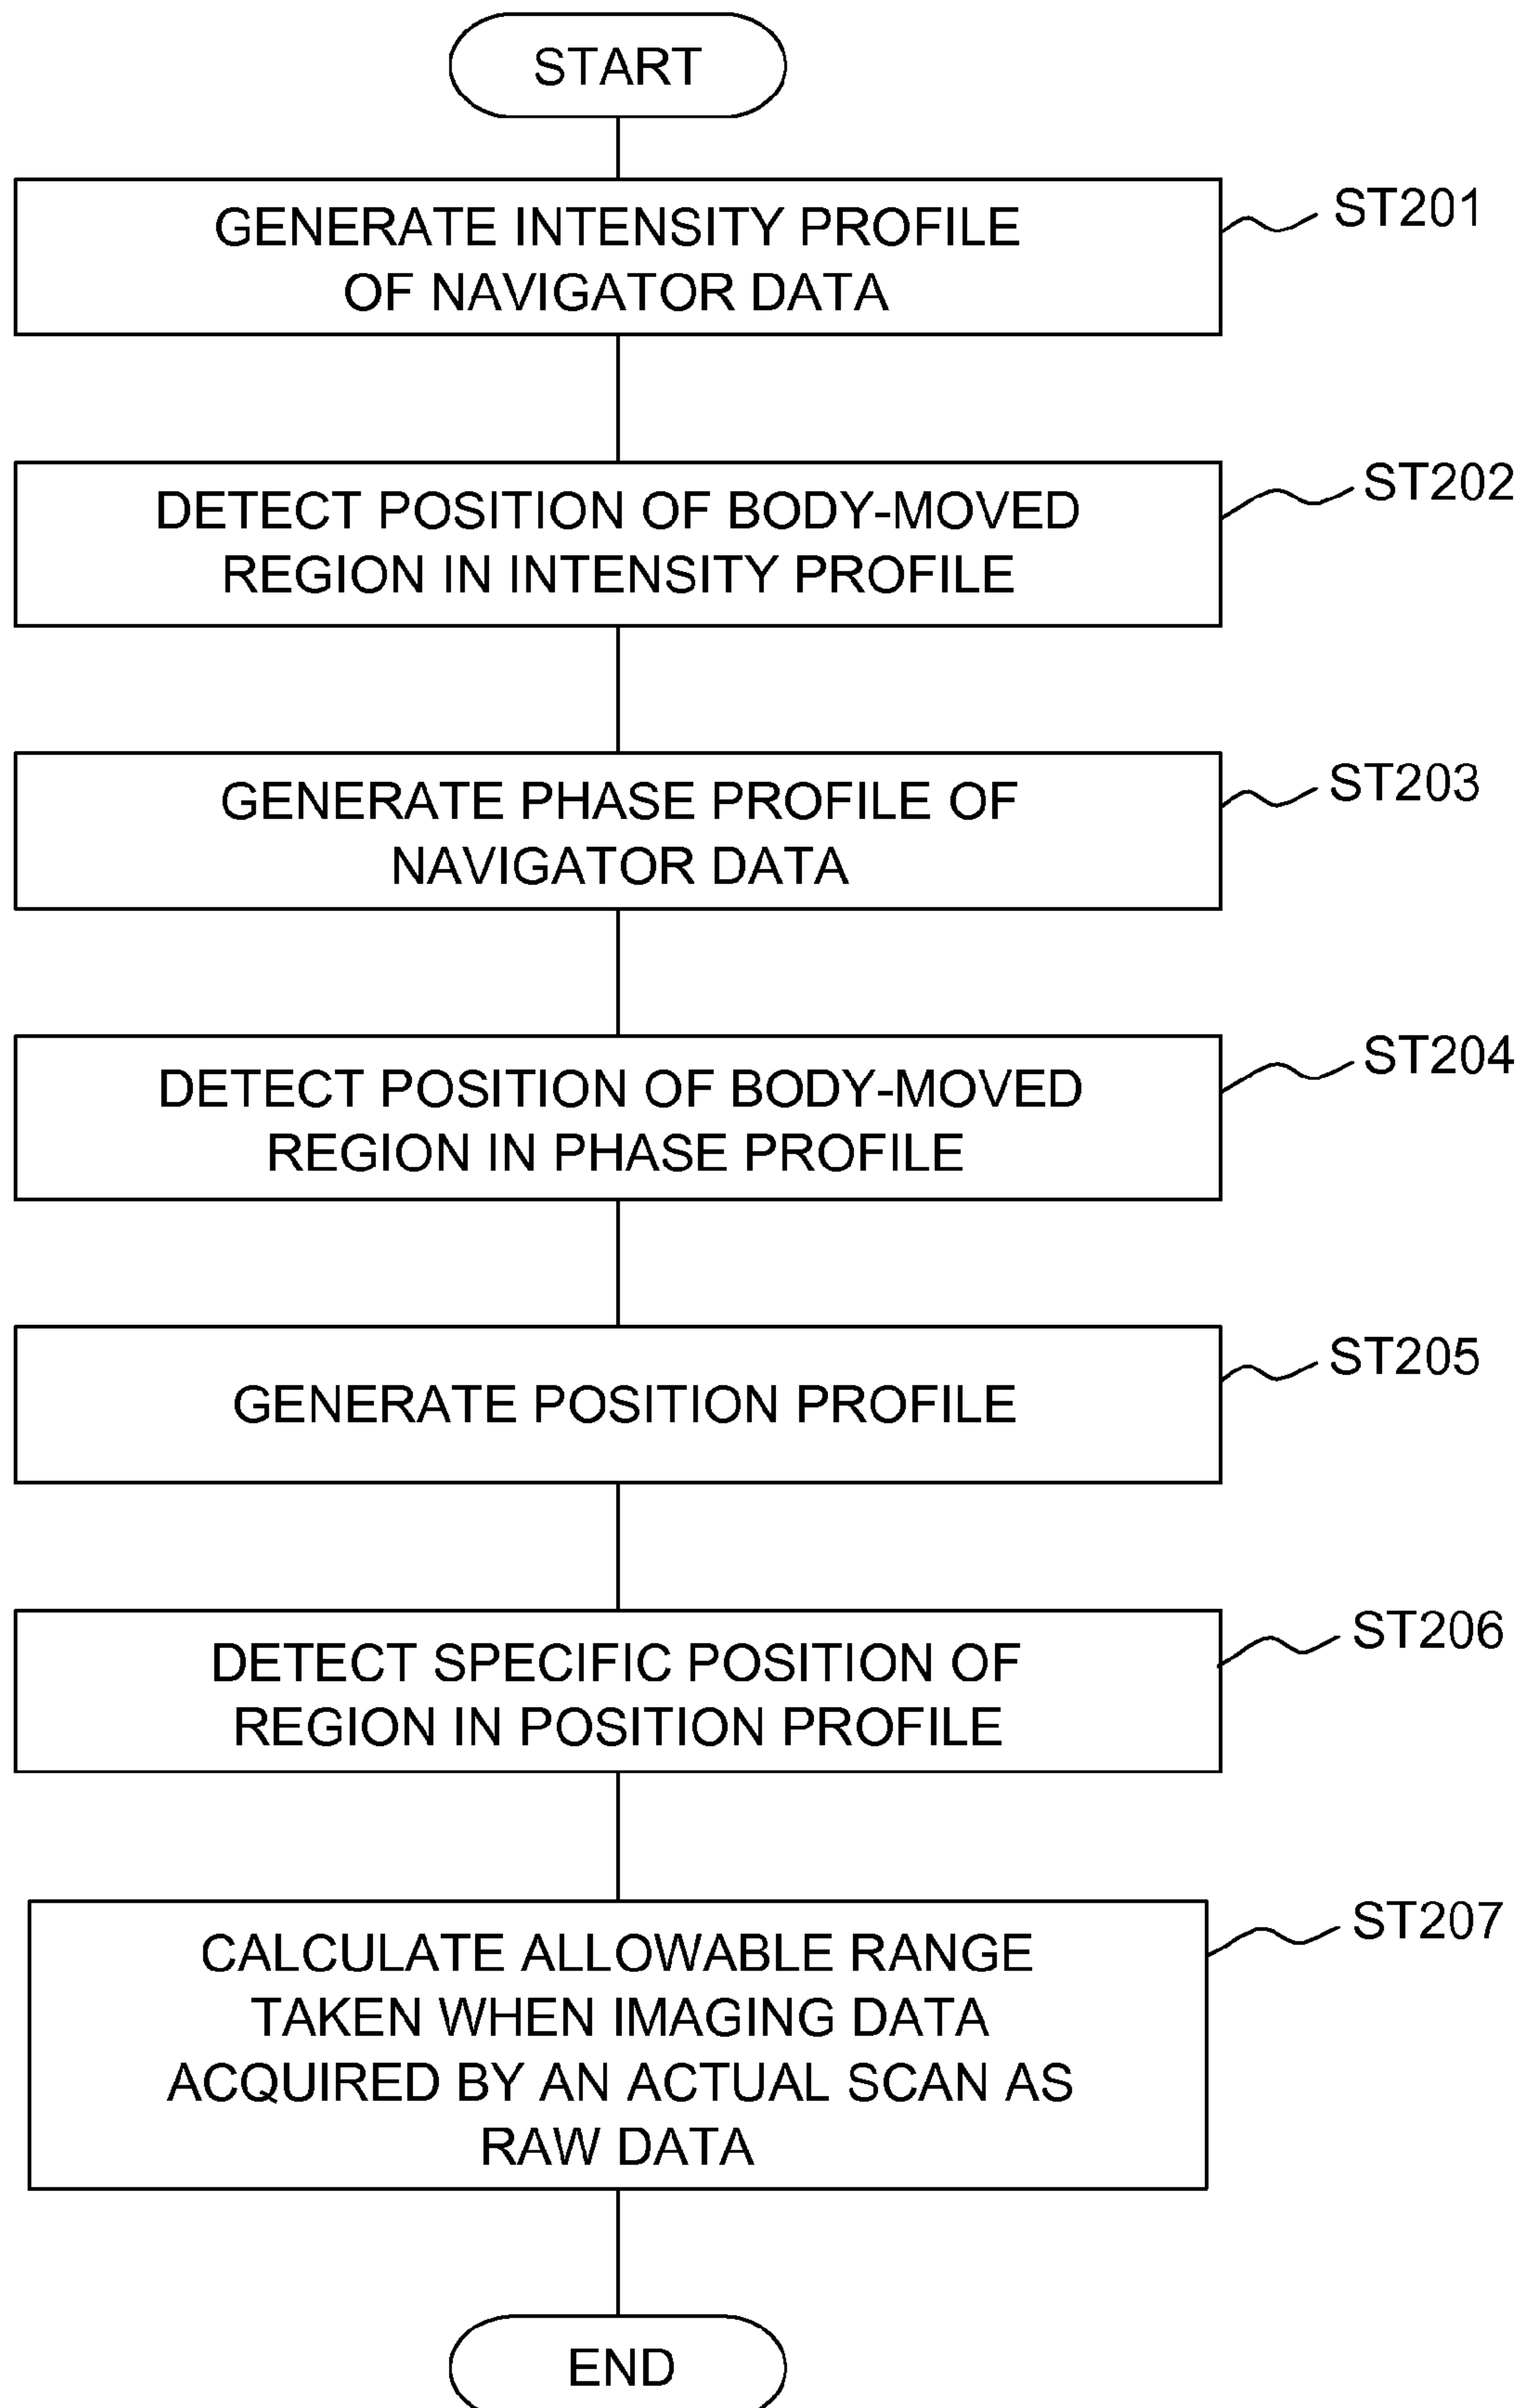 START
GENERATE INTENSITY PROFILE
OF NAVIGATOR DATA
ST201
DETECT POSITION OF BODY-MOVED
REGION IN INTENSITY PROFILE
ST202
GENERATE PHASE PROFILE OF
NAVIGATOR DATA
ST203
DETECT POSITION OF BODY-MOVED
REGION IN PHASE PROFILE
ST204
GENERATE POSITION PROFILE
ST205
DETECT SPECIFIC POSITION OF
REGION IN POSITION PROFILE
ST206
CALCULATE ALLOWABLE RANGE
TAKEN WHEN IMAGING DATA
ACQUIRED BY AN ACTUAL SCAN AS
RAW DATA
ST207
END